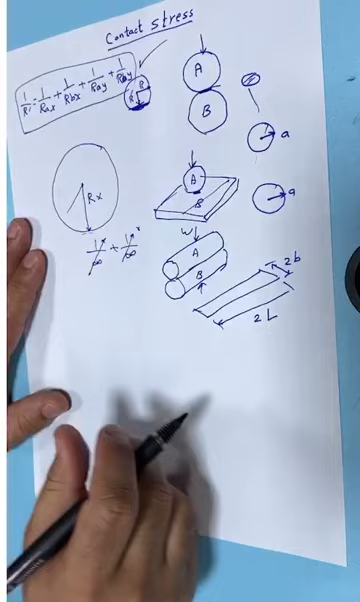 Contact stress
1/R' = 1/Rax + 1/Rbx + 1/Ray + 1/Rby
R R
A
B
a
A
B
a
Rx
1/∞ + 1/∞
W
A
B
2b
2L